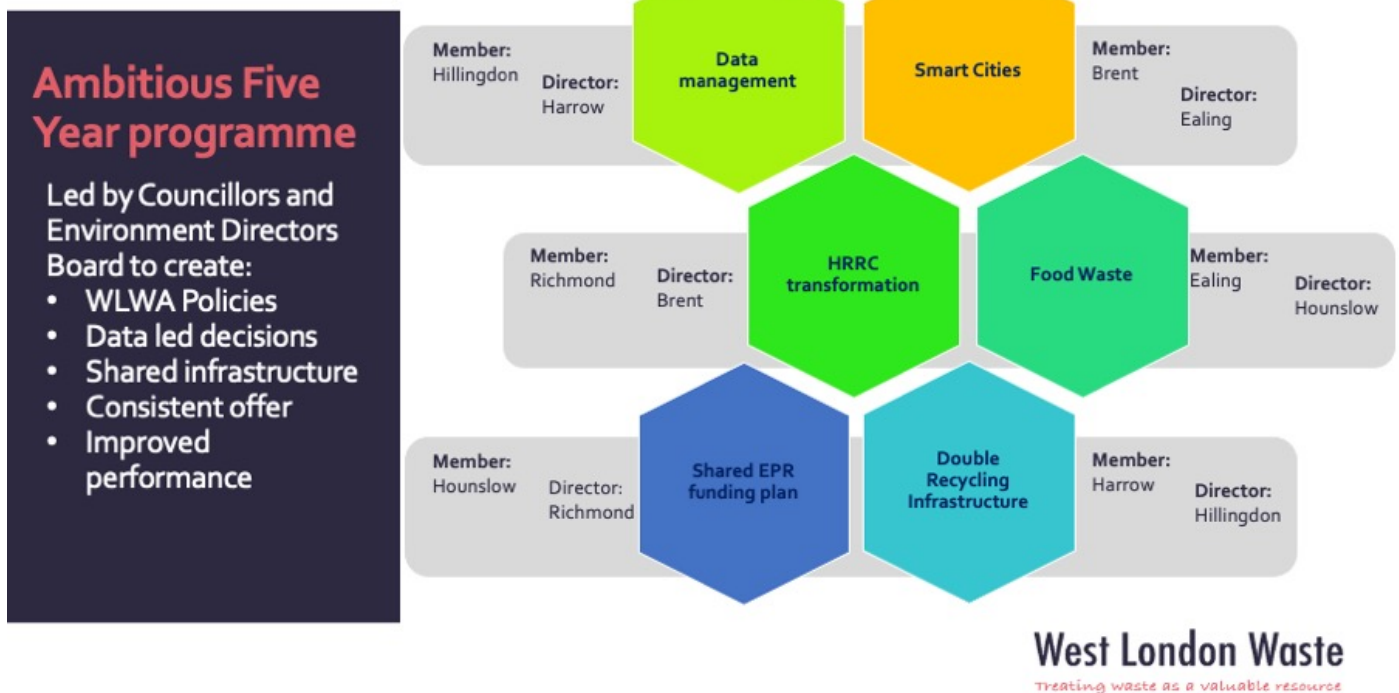 Ambitious Five
Year programme
Led by Councillors and
Environment Directors
Board to create:
• WLWA Policies
• Data led decisions
• Shared infrastructure
• Consistent offer
• Improved
performance
Member:
Hillingdon
Director:
Harrow
Data
management
Smart Cities
Member:
Brent
Director:
Ealing
Member:
Richmond
Director:
Brent
HRRC
transformation
Food Waste
Member:
Ealing
Director:
Hounslow
Member:
Hounslow
Director:
Richmond
Shared EPR
funding plan
Double
Recycling
Infrastructure
Member:
Harrow
Director:
Hillingdon
West London Waste
Treating waste as a valuable resource